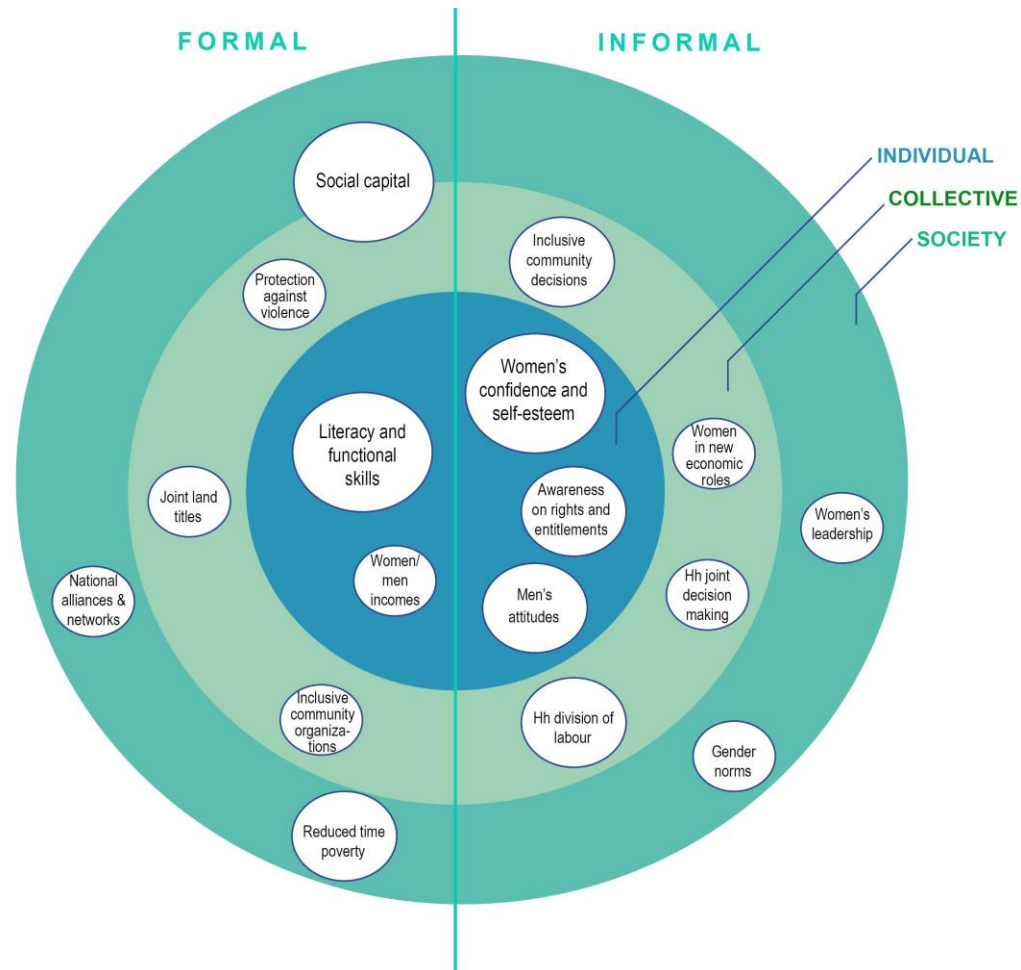 FORMAL
INFORMAL
INDIVIDUAL
COLLECTIVE
SOCIETY
Social capital
Protection
against
violence
Literacy and
functional
skills
Joint land
titles
Women/
men
incomes
National
alliances &
networks
Inclusive
community
organiza-
tions
Reduced time
poverty
Inclusive
community
decisions
Women’s
confidence and
self-esteem
Women
in new
economic
roles
Awareness
on rights and
entitlements
Women’s
leadership
Men’s
attitudes
Hh joint
decision
making
Hh division of
labour
Gender
norms